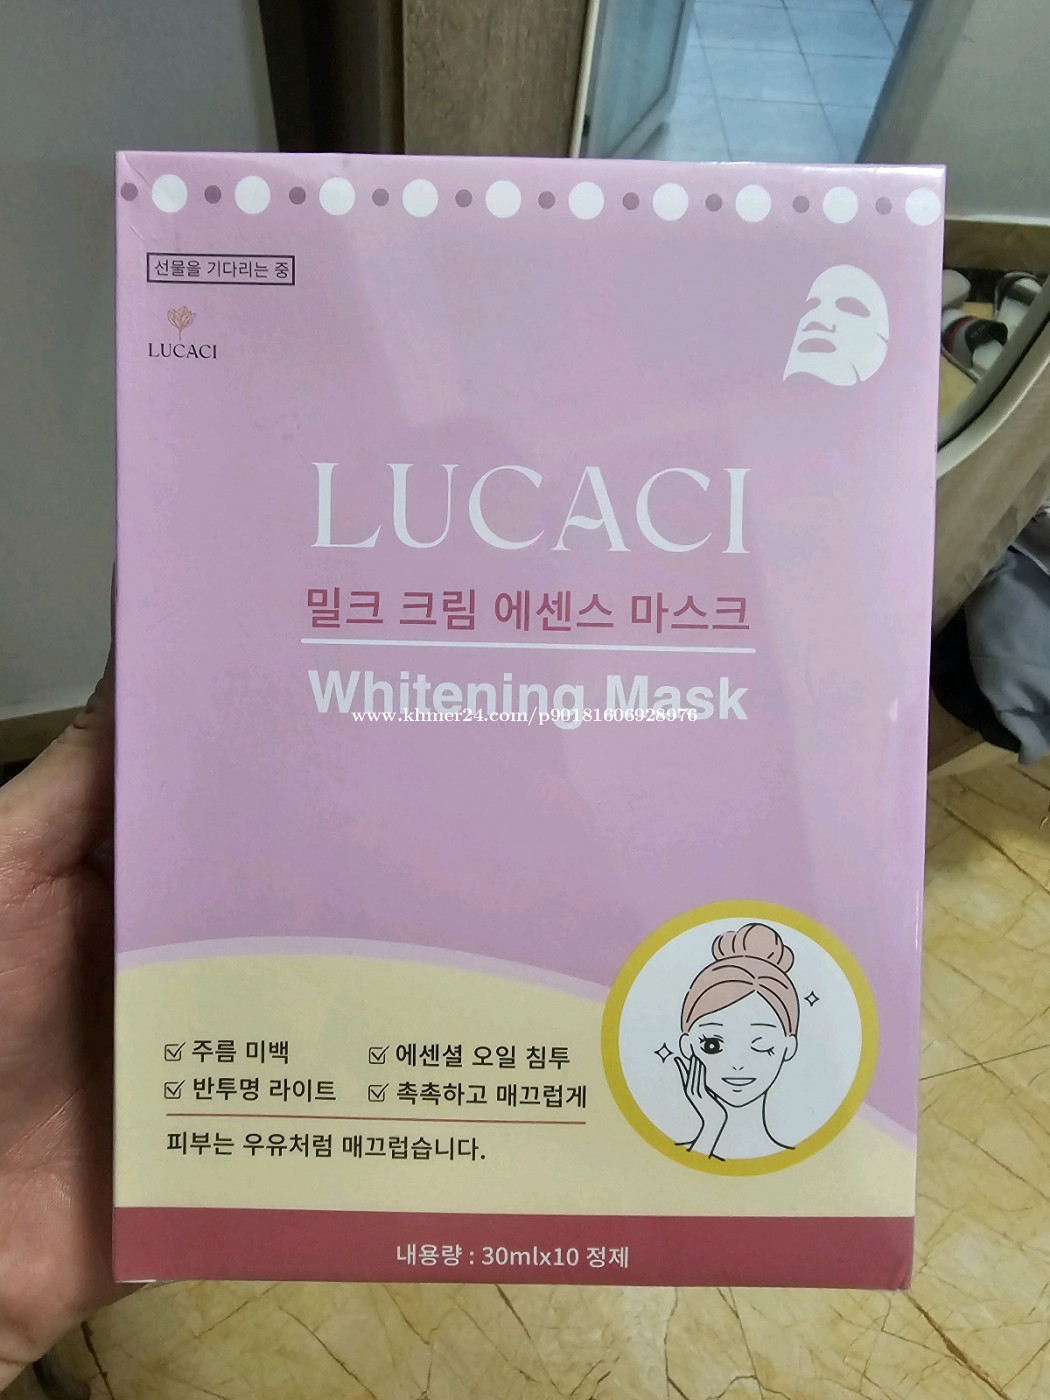 선물을 기다리는 중
LUCACI
LUCACI
밀크 크림 에센스 마스크
Whitening Mask
www.khmer24.com/p90181606928976
☑ 주름 미백 ☑ 에센셜 오일 침투
☑ 반투명 라이트 ☑ 촉촉하고 매끄럽게
피부는 우유처럼 매끄럽습니다.
내용량 : 30mlx10 정제